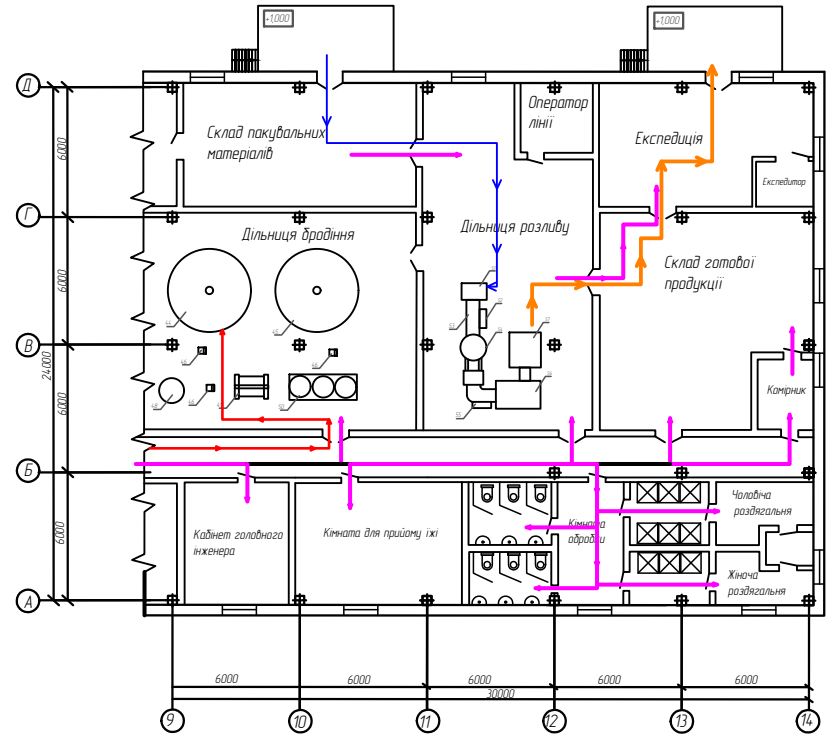 +1,000
+1,000
Д
Г
В
Б
А
6000
6000
6000
6000
24000
Склад пакувальних
матеріалів
Оператор
лінії
Експедиція
Експедитор
Дільниця бродіння
Дільниця розливу
Склад готової
продукції
Комірник
Кабінет головного
інженера
Кімната для прийому їжі
Кімната
обробки
Чоловіча
роздягальня
Жіноча
роздягальня
6000
6000
6000
6000
6000
30000
9
10
11
12
13
14